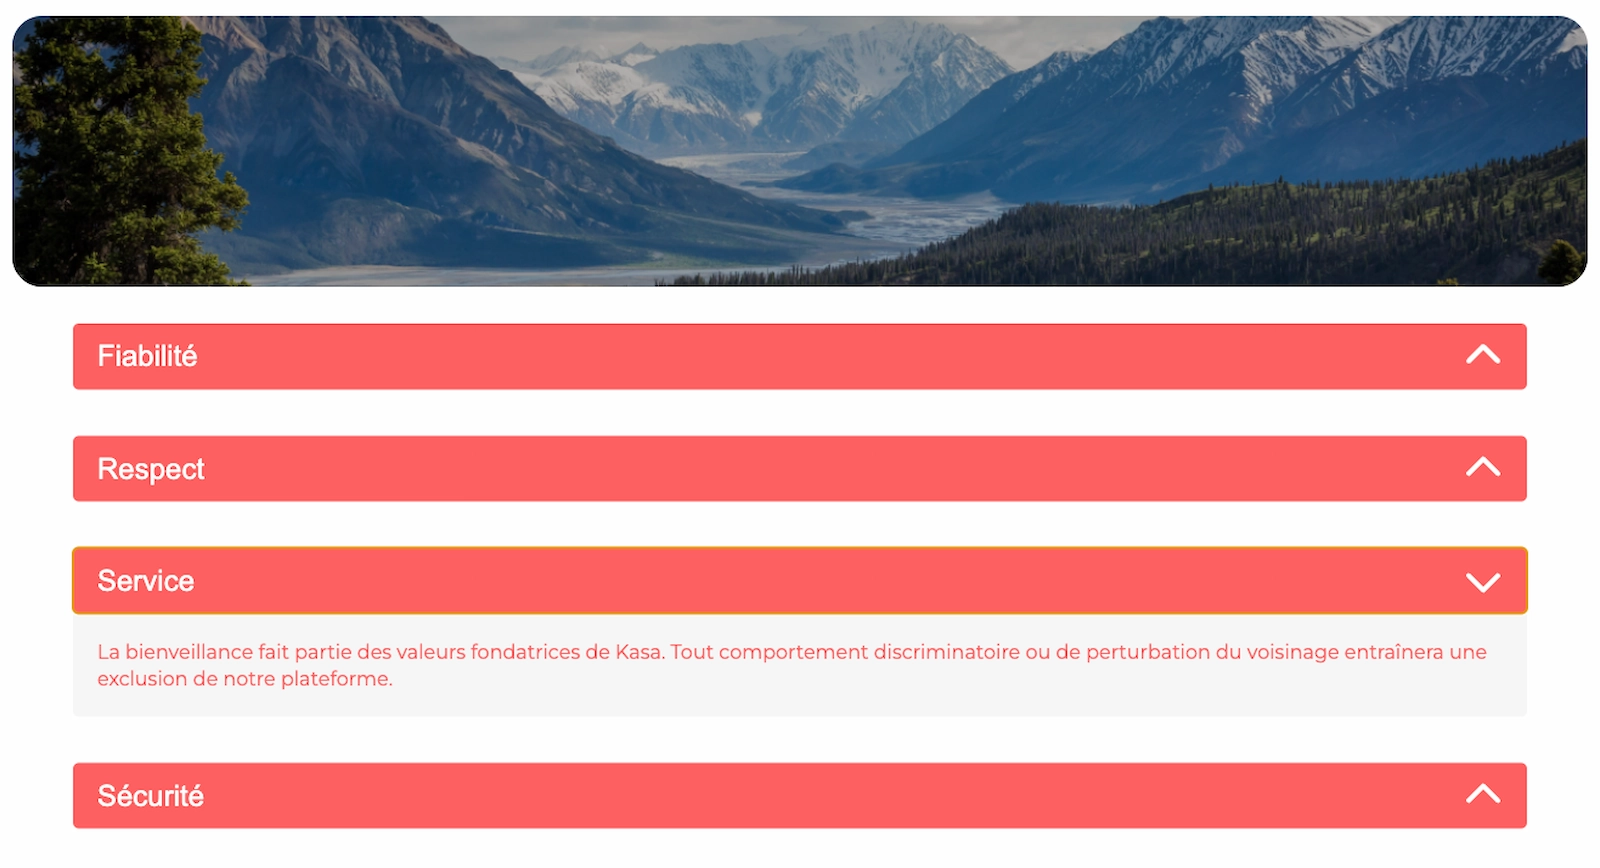 Fiabilité
Respect
Service
La bienveillance fait partie des valeurs fondatrices de Kasa. Tout comportement discriminatoire ou de perturbation du voisinage entraînera une
exclusion de notre plateforme.
Sécurité